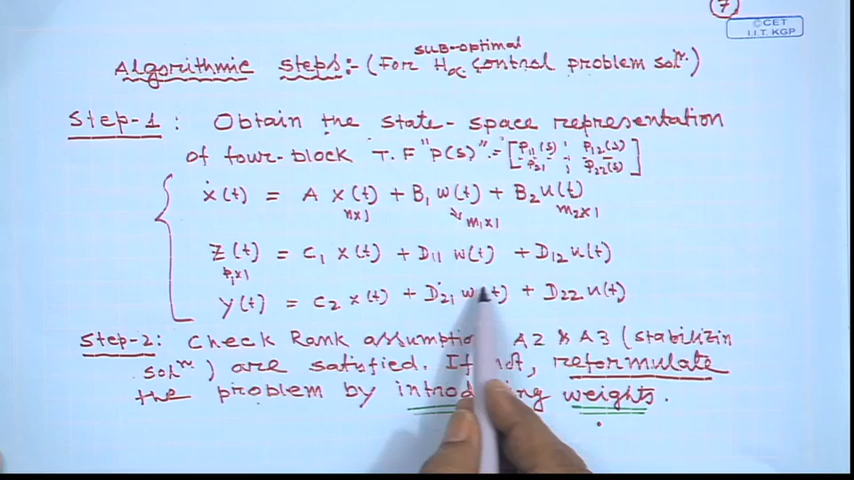 7
©CET
I.I.T. KGP
sub-optimal
Algorithmic steps:- (For H∞ control problem solⁿ.)
Step-1 : Obtain the state-space representation
of four-block T.F "P(s)" = [P11(s) P12(s) P21 P22(s)]
ẋ(t) = A x(t) + B1 w(t) + B2 u(t)
n×1 m1×1 m2×1
z(t) = C1 x(t) + D11 w(t) + D12 u(t)
P1×1
y(t) = C2 x(t) + D21 w(t) + D22 u(t)
Step-2: Check Rank A2 & A3 (stabilizin
solⁿ) are satisfied. If, reformulate
the problem by weights.